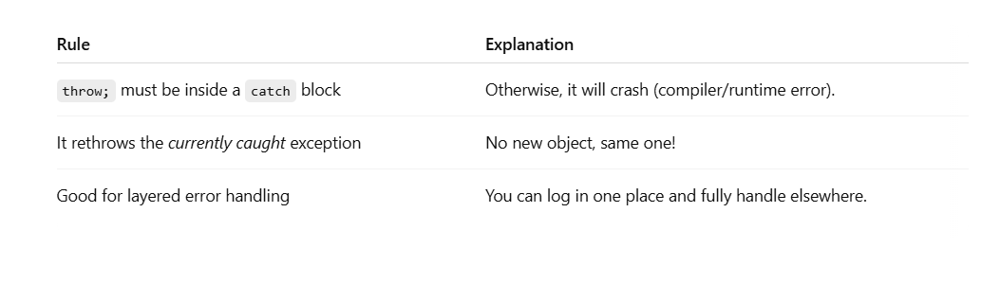 Rule Explanation
throw; must be inside a catch block Otherwise, it will crash (compiler/runtime error).
It rethrows the currently caught exception No new object, same one!
Good for layered error handling You can log in one place and fully handle elsewhere.